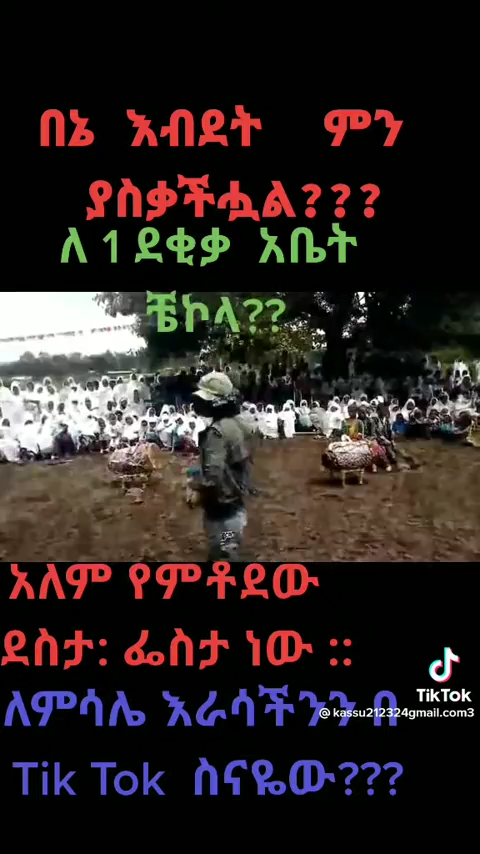 በኔ እብደት ምን
ያስቃችሗል???
ለ 1 ደቂቃ አቤት
ቼኮላ??
አለም የምቶደው
ደስታ: ፌስታ ነው ::
ለምሳሌ እራሳችንን በ
Tik Tok ስናዬው???
TikTok
@kassu212324gmail.com3